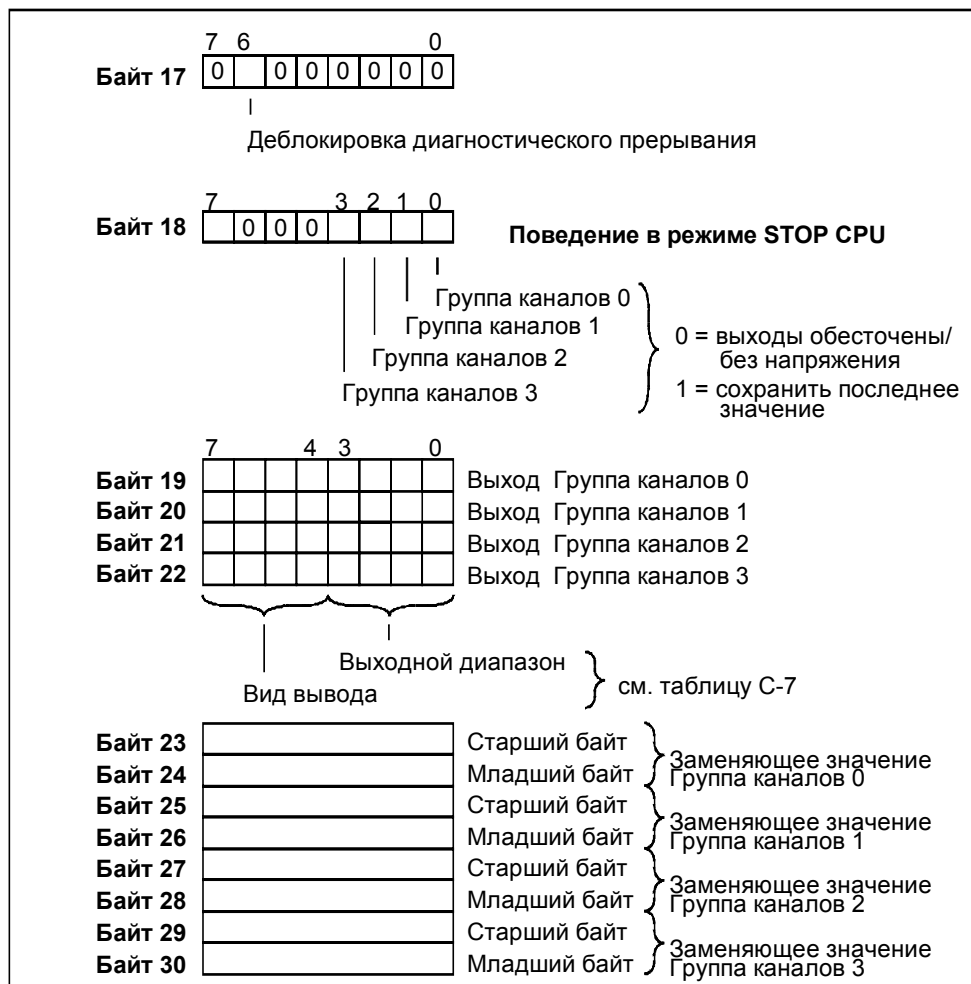 7 6 0
Байт 17 0 0 0 0 0 0 0
Деблокировка диагностического прерывания
7 3 2 1 0
Байт 18 0 0 0
Поведение в режиме STOP CPU
Группа каналов 0
Группа каналов 1
Группа каналов 2
Группа каналов 3
0 = выходы обесточены/
без напряжения
1 = сохранить последнее
значение
7 4 3 0
Байт 19 Выход Группа каналов 0
Байт 20 Выход Группа каналов 1
Байт 21 Выход Группа каналов 2
Байт 22 Выход Группа каналов 3
Выходной диапазон
Вид вывода
см. таблицу С-7
Байт 23 Старший байт
Байт 24 Младший байт
Заменяющее значение
Группа каналов 0
Байт 25 Старший байт
Байт 26 Младший байт
Заменяющее значение
Группа каналов 1
Байт 27 Старший байт
Байт 28 Младший байт
Заменяющее значение
Группа каналов 2
Байт 29 Старший байт
Байт 30 Младший байт
Заменяющее значение
Группа каналов 3